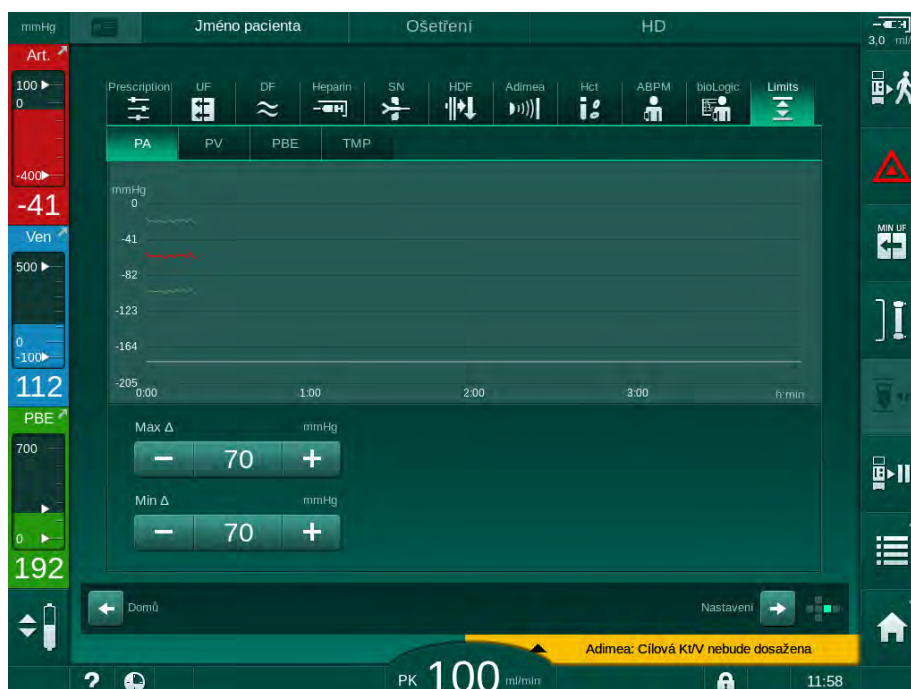 mmHg
Jméno pacienta
Ošetření
HD
3,0 ml/
Art.
100
0
-400
-41
Ven
500
0
-100
112
PBE
700
0
192
Prescription
UF
DF
Heparin
SN
HDF
Adimea
Hct
ABPM
bioLogic
Limits
PA
PV
PBE
TMP
mmHg
0
-41
-82
-123
-164
-205
0:00
1:00
2:00
3:00
h:min
Max Δ
mmHg
− 70 +
Min Δ
mmHg
− 70 +
MIN UF
Domů
Nastavení
Adimea: Cílová Kt/V nebude dosažena
?
PK 100 ml/min
11:58